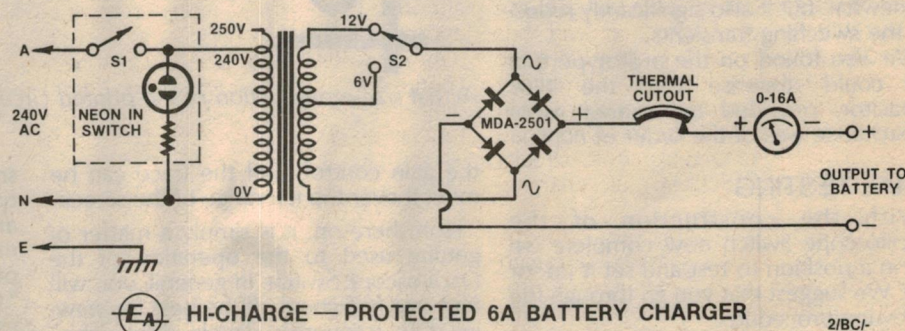 A
S1
NEON IN
SWITCH
240V
AC
N
E
250V
240V
0V
12V
6V
S2
MDA-2501
THERMAL
CUTOUT
0-16A
OUTPUT TO
BATTERY
EA HI-CHARGE — PROTECTED 6A BATTERY CHARGER
2/BC/-